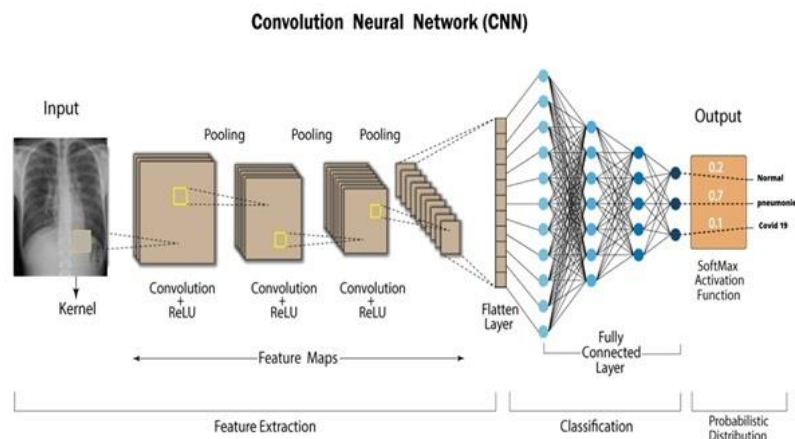 Convolution Neural Network (CNN)
Input
Pooling
Pooling
Pooling
Output
0.2
Normal
0.7
pneumonie
0.1
Covid 19
Kernel
Convolution
+
ReLU
Convolution
+
ReLU
Convolution
+
ReLU
Flatten
Layer
SoftMax
Activation
Function
Feature Maps
Fully
Connected
Layer
Feature Extraction
Classification
Probabilistic
Distribution